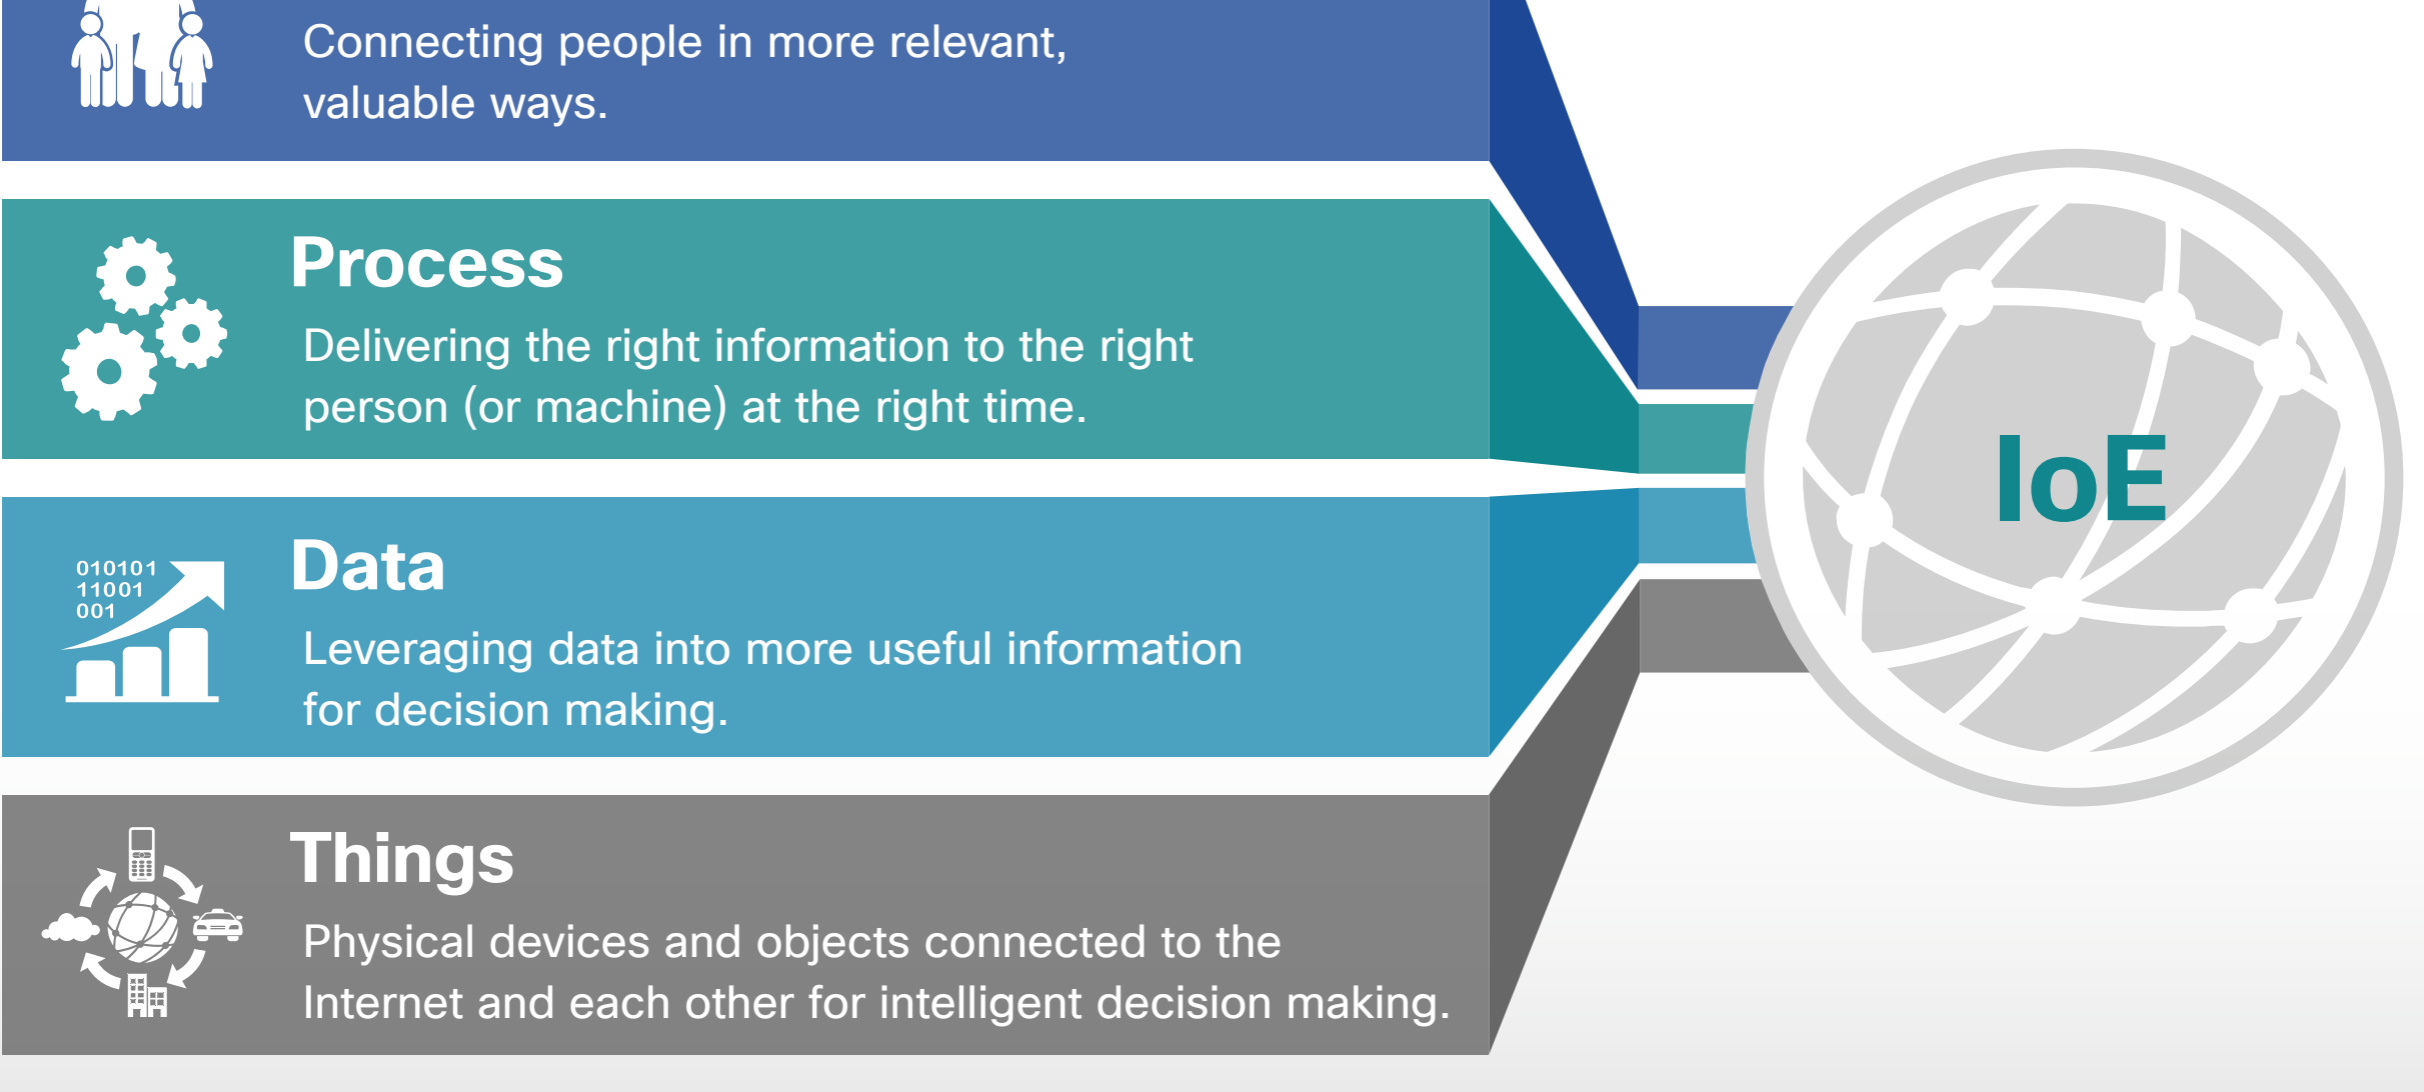 Connecting people in more relevant,
valuable ways.
Process
Delivering the right information to the right
person (or machine) at the right time.
010101
11001
001
Data
Leveraging data into more useful information
for decision making.
Things
Physical devices and objects connected to the
Internet and each other for intelligent decision making.
IoE